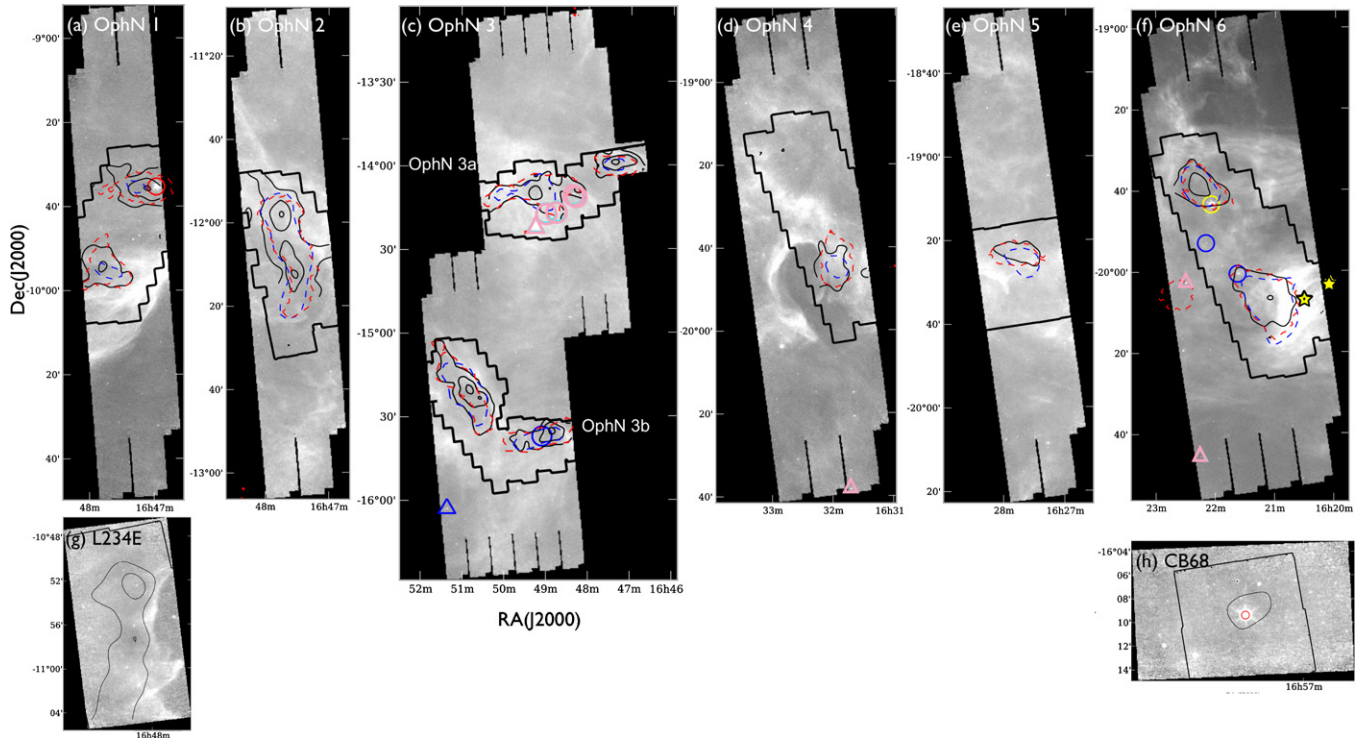 (a) OphN 1
-9°00'
20'
40'
-10°00'
20'
40'
48m
16h47m
(b) OphN 2
-11°20'
40'
-12°00'
20'
40'
-13°00'
48m
16h47m
(c) OphN 3
-13°30'
-14°00'
-14°30'
-15°00'
-15°30'
-16°00'
OphN 3a
OphN 3b
52m
51m
50m
49m
48m
47m
16h46
(d) OphN 4
-19°00'
20'
40'
-20°00'
20'
40'
33m
32m
16h31
(e) OphN 5
-18°40'
-19°00'
20'
40'
-20°00'
20'
28m
16h27m
(f) OphN 6
-19°00'
20'
40'
-20°00'
20'
40'
23m
22m
21m
16h20m
Dec(J2000)
RA(J2000)
(g) L234E
-10°48'
52'
56'
-11°00'
04'
16h48m
(h) CB68
-16°04'
06'
08'
10'
12'
14'
16h57m